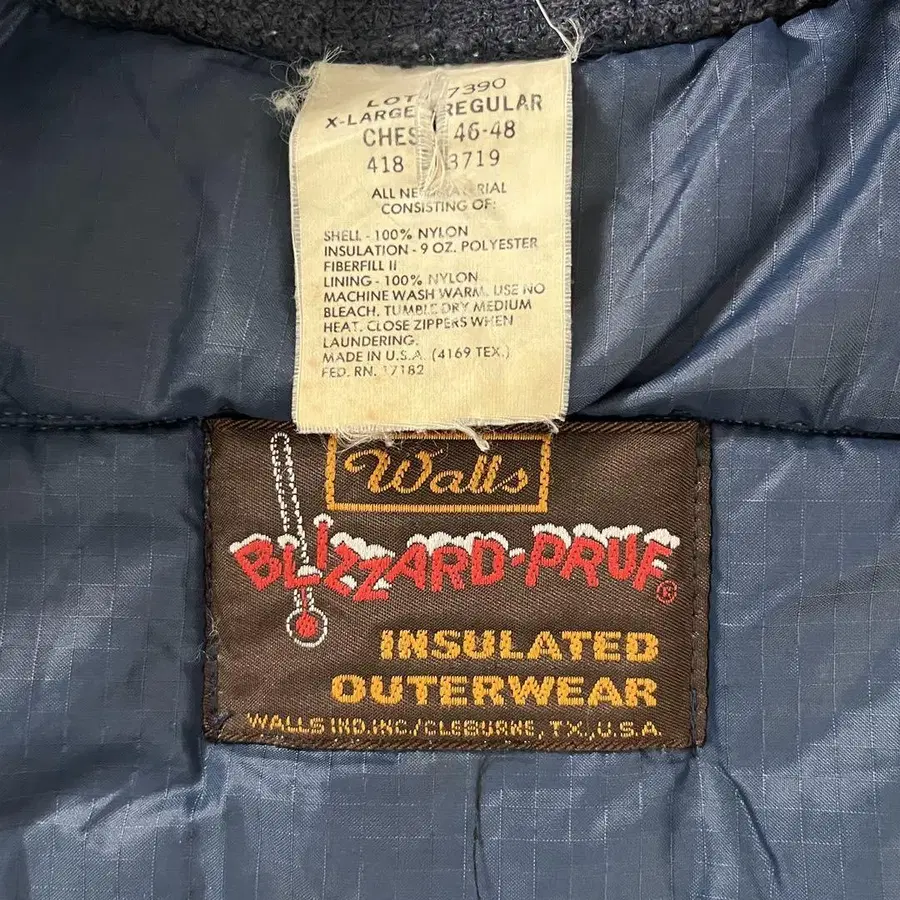 LOT 7390
X-LARGE REGULAR
CHES 46-48
418 3719
ALL NE MATERIAL
CONSISTING OF:
SHELL - 100% NYLON
INSULATION - 9 OZ. POLYESTER
FIBERFILL II
LINING - 100% NYLON
MACHINE WASH WARM. USE NO
BLEACH. TUMBLE DRY MEDIUM
HEAT. CLOSE ZIPPERS WHEN
LAUNDERING.
MADE IN U.S.A. (4169 TEX.)
FED. RN. 17182
Walls
BLIZZARD-PRUF®
INSULATED
OUTERWEAR
WALLS IND. INC./CLEBURNE, TX., U.S.A.